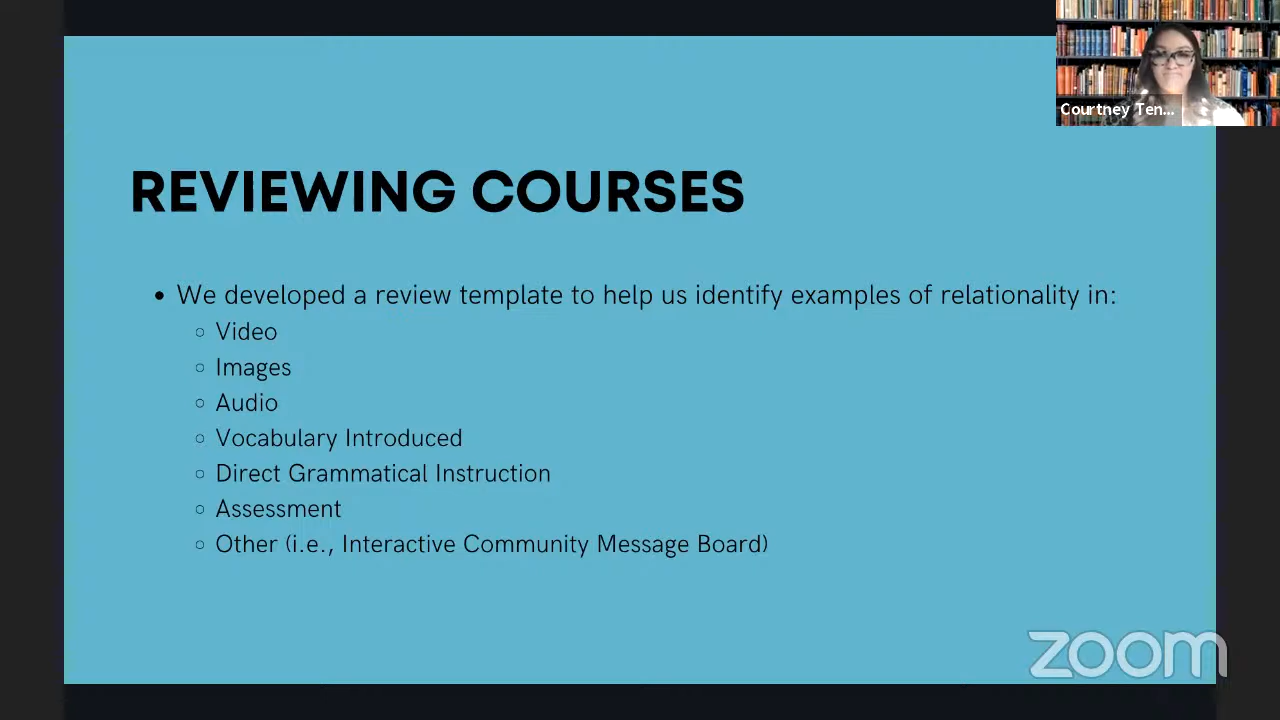 Courtney Ten...
REVIEWING COURSES
• We developed a review template to help us identify examples of relationality in:
○ Video
○ Images
○ Audio
○ Vocabulary Introduced
○ Direct Grammatical Instruction
○ Assessment
○ Other (i.e., Interactive Community Message Board)
zoom